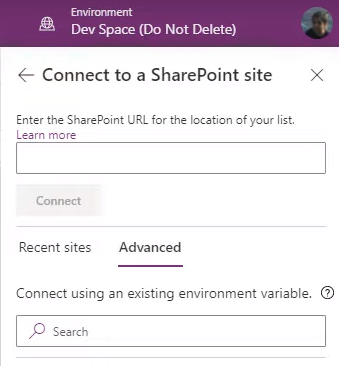 Environment
Dev Space (Do Not Delete)
Connect to a SharePoint site
Enter the SharePoint URL for the location of your list.
Learn more
Connect
Recent sites Advanced
Connect using an existing environment variable.
Search